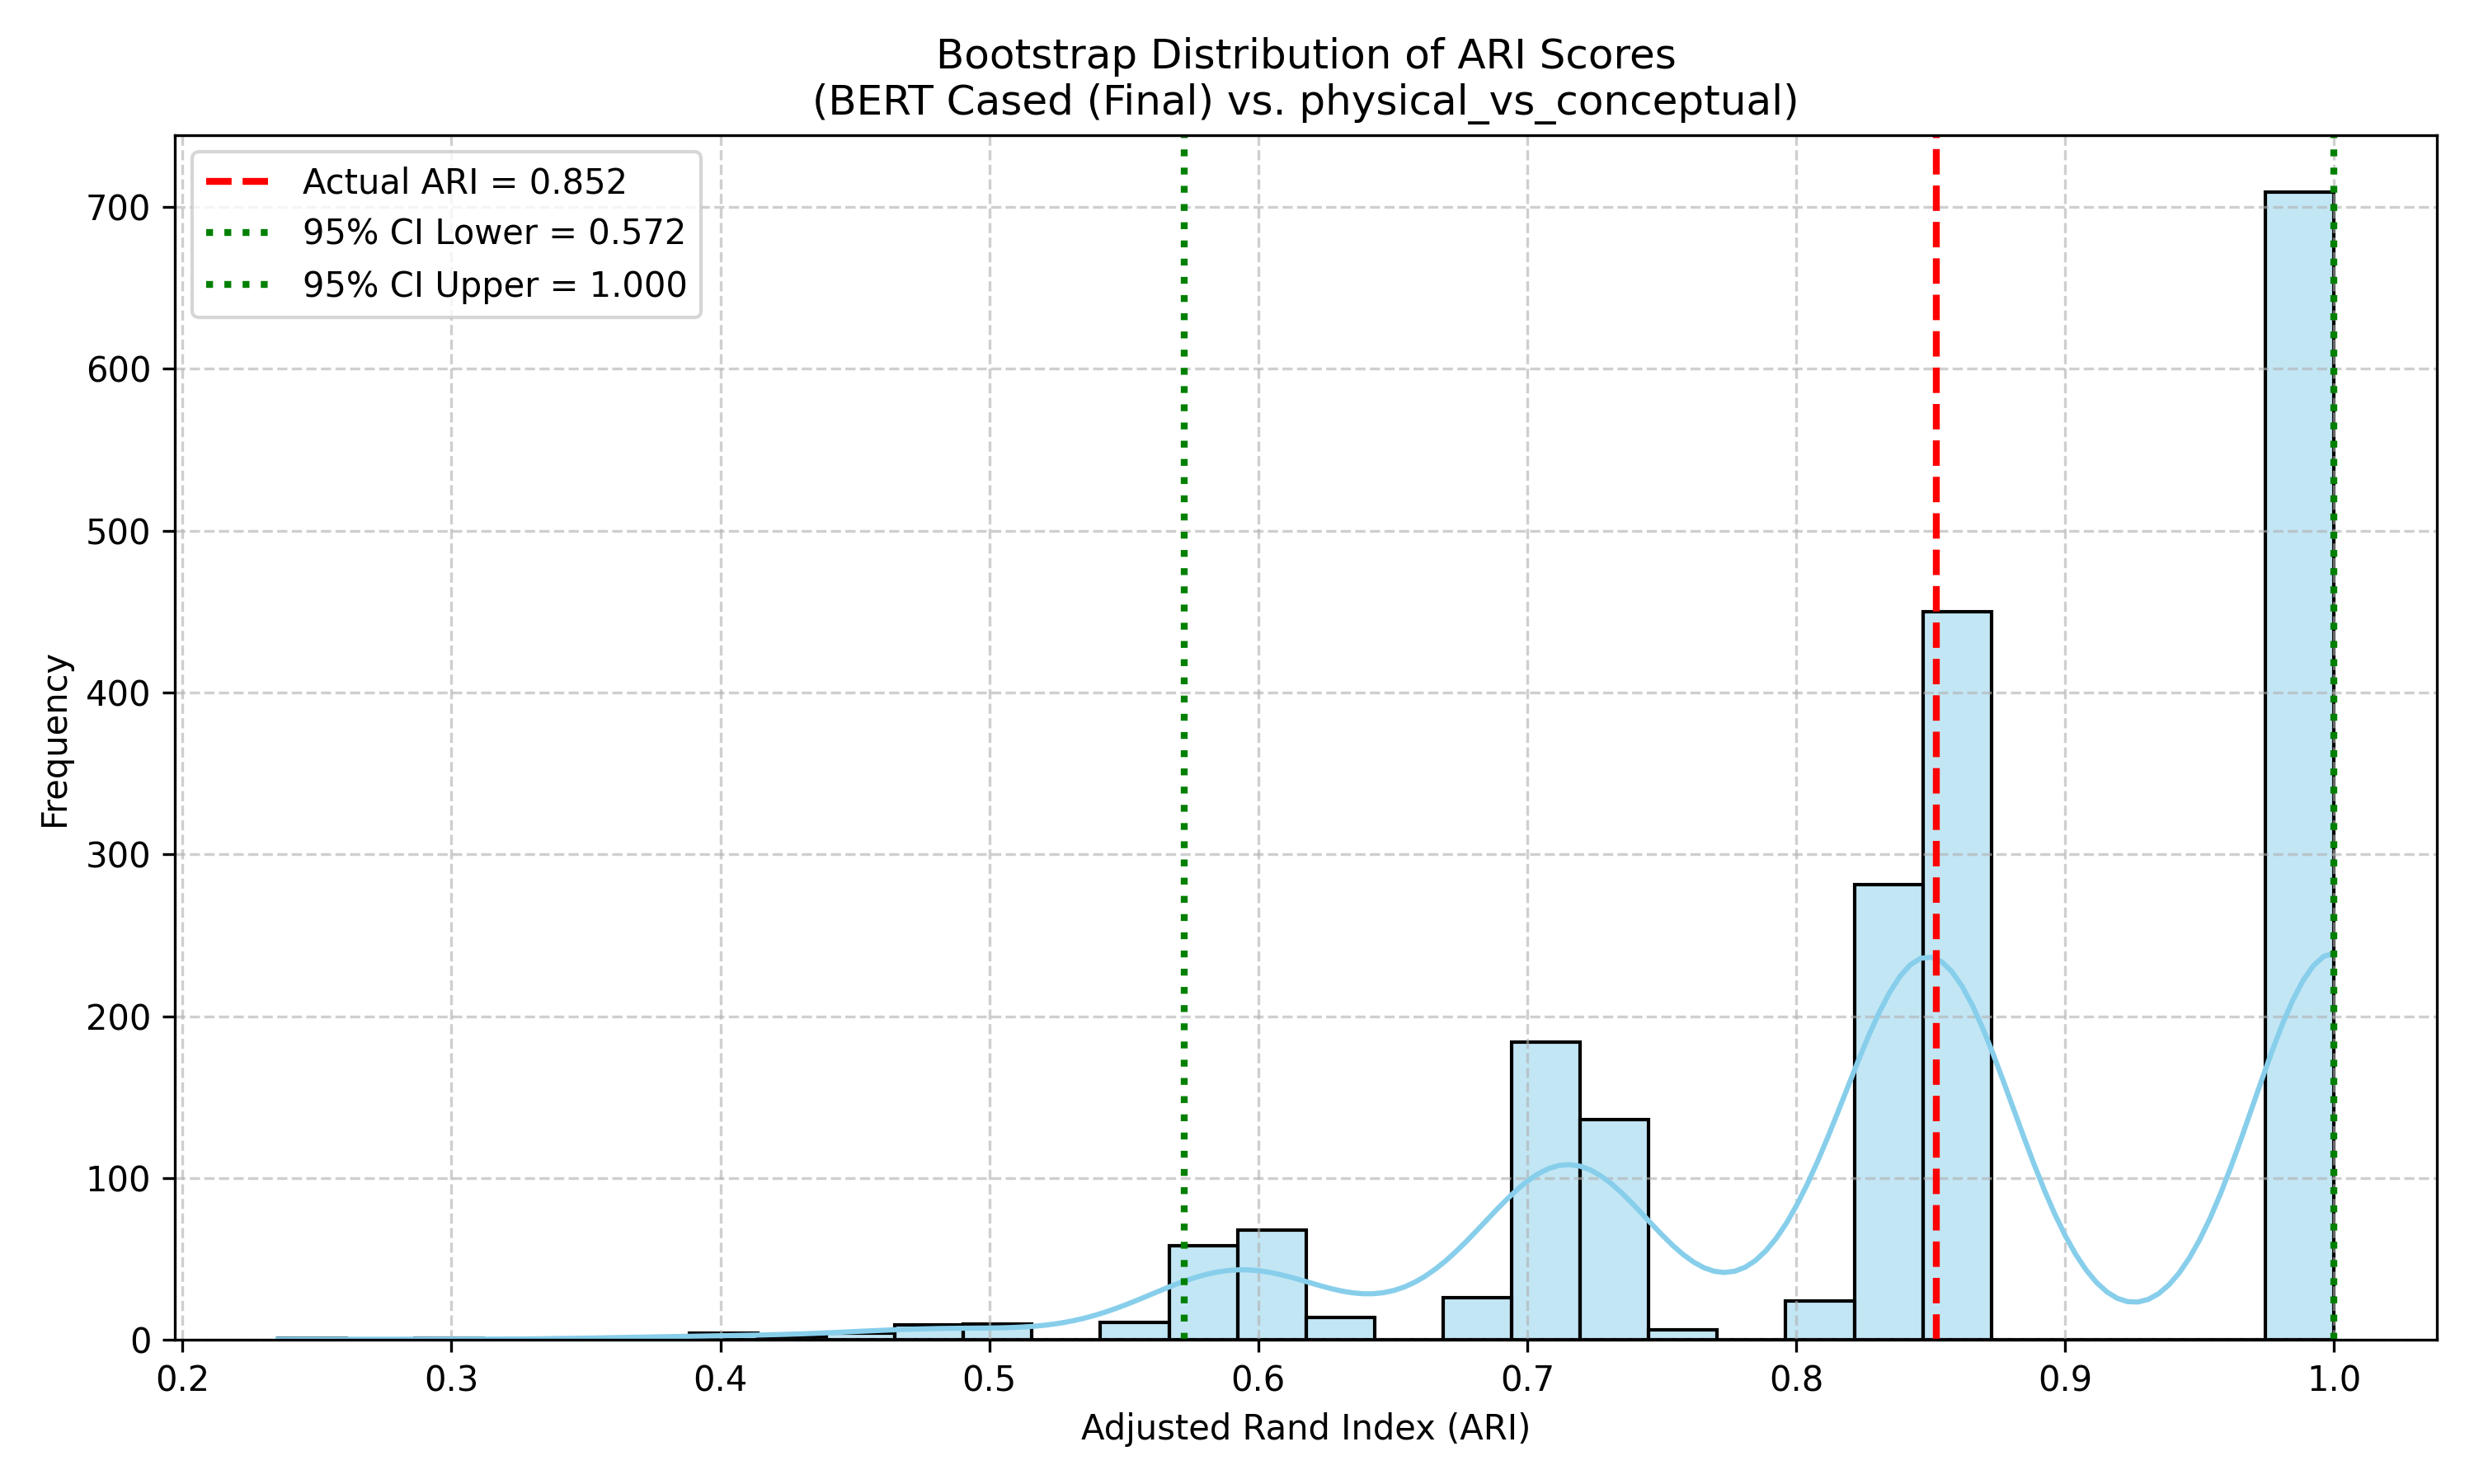 Bootstrap Distribution of ARI Scores
(BERT Cased (Final) vs. physical_vs_conceptual)
Actual ARI = 0.852
95% CI Lower = 0.572
95% CI Upper = 1.000
700
600
500
400
300
200
100
0
Frequency
0.2 0.3 0.4 0.5 0.6 0.7 0.8 0.9 1.0
Adjusted Rand Index (ARI)